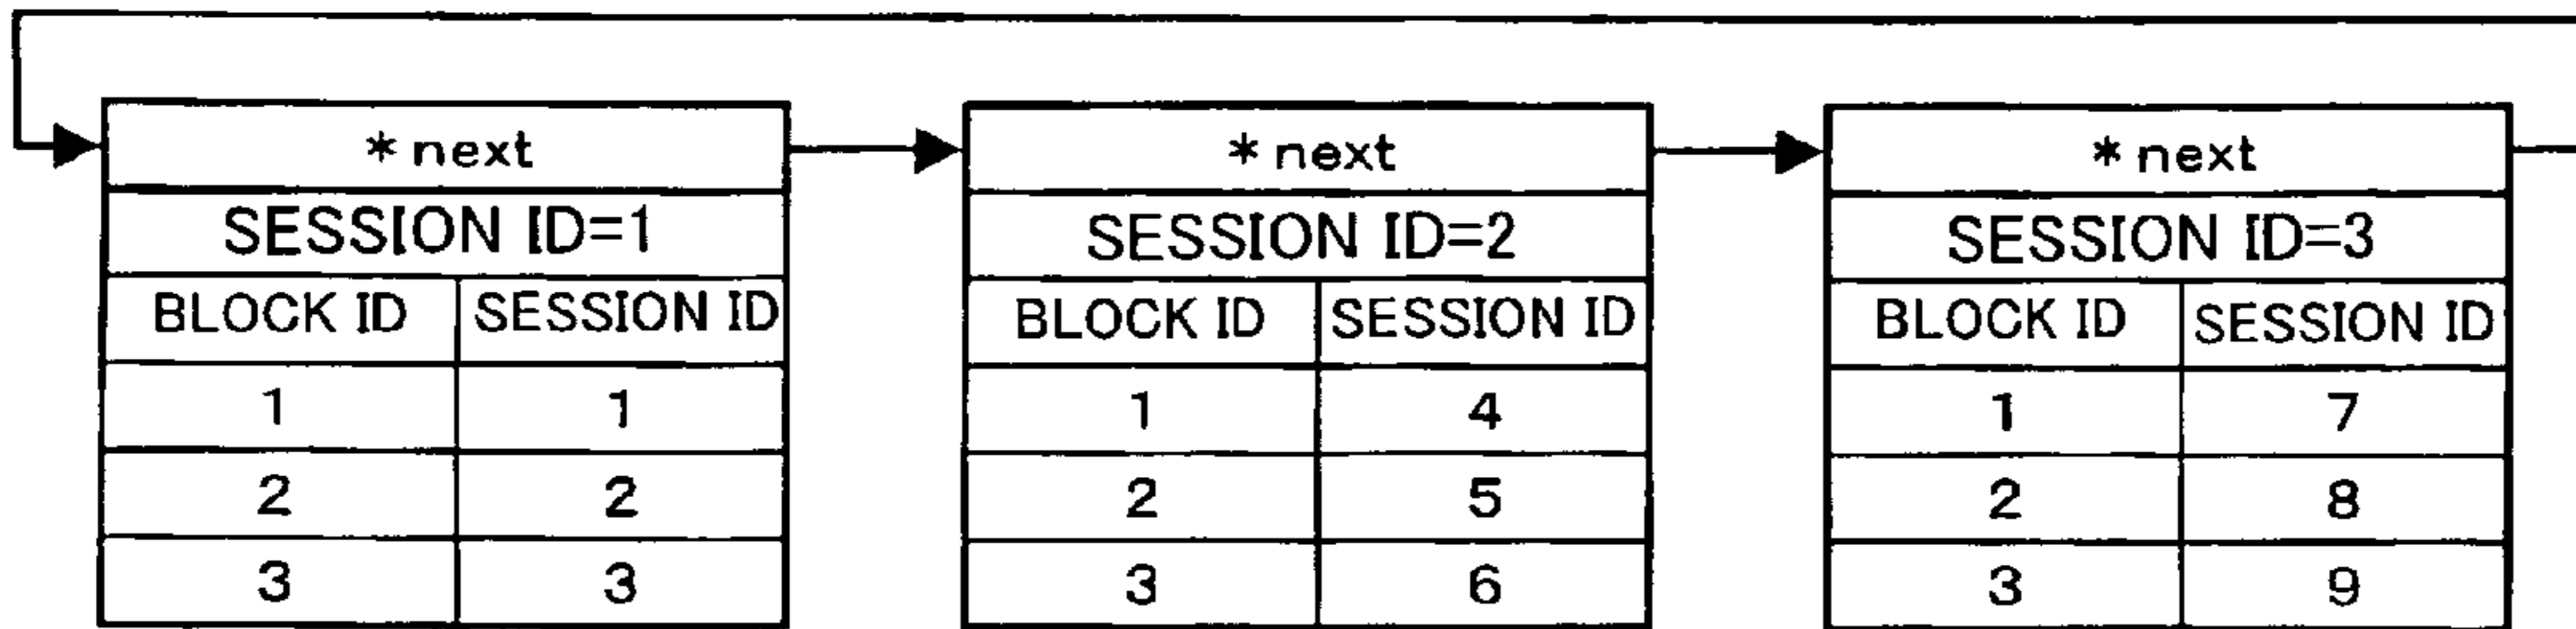 * next
SESSION ID=1
BLOCK ID SESSION ID
1 1
2 2
3 3
* next
SESSION ID=2
BLOCK ID SESSION ID
1 4
2 5
3 6
* next
SESSION ID=3
BLOCK ID SESSION ID
1 7
2 8
3 9